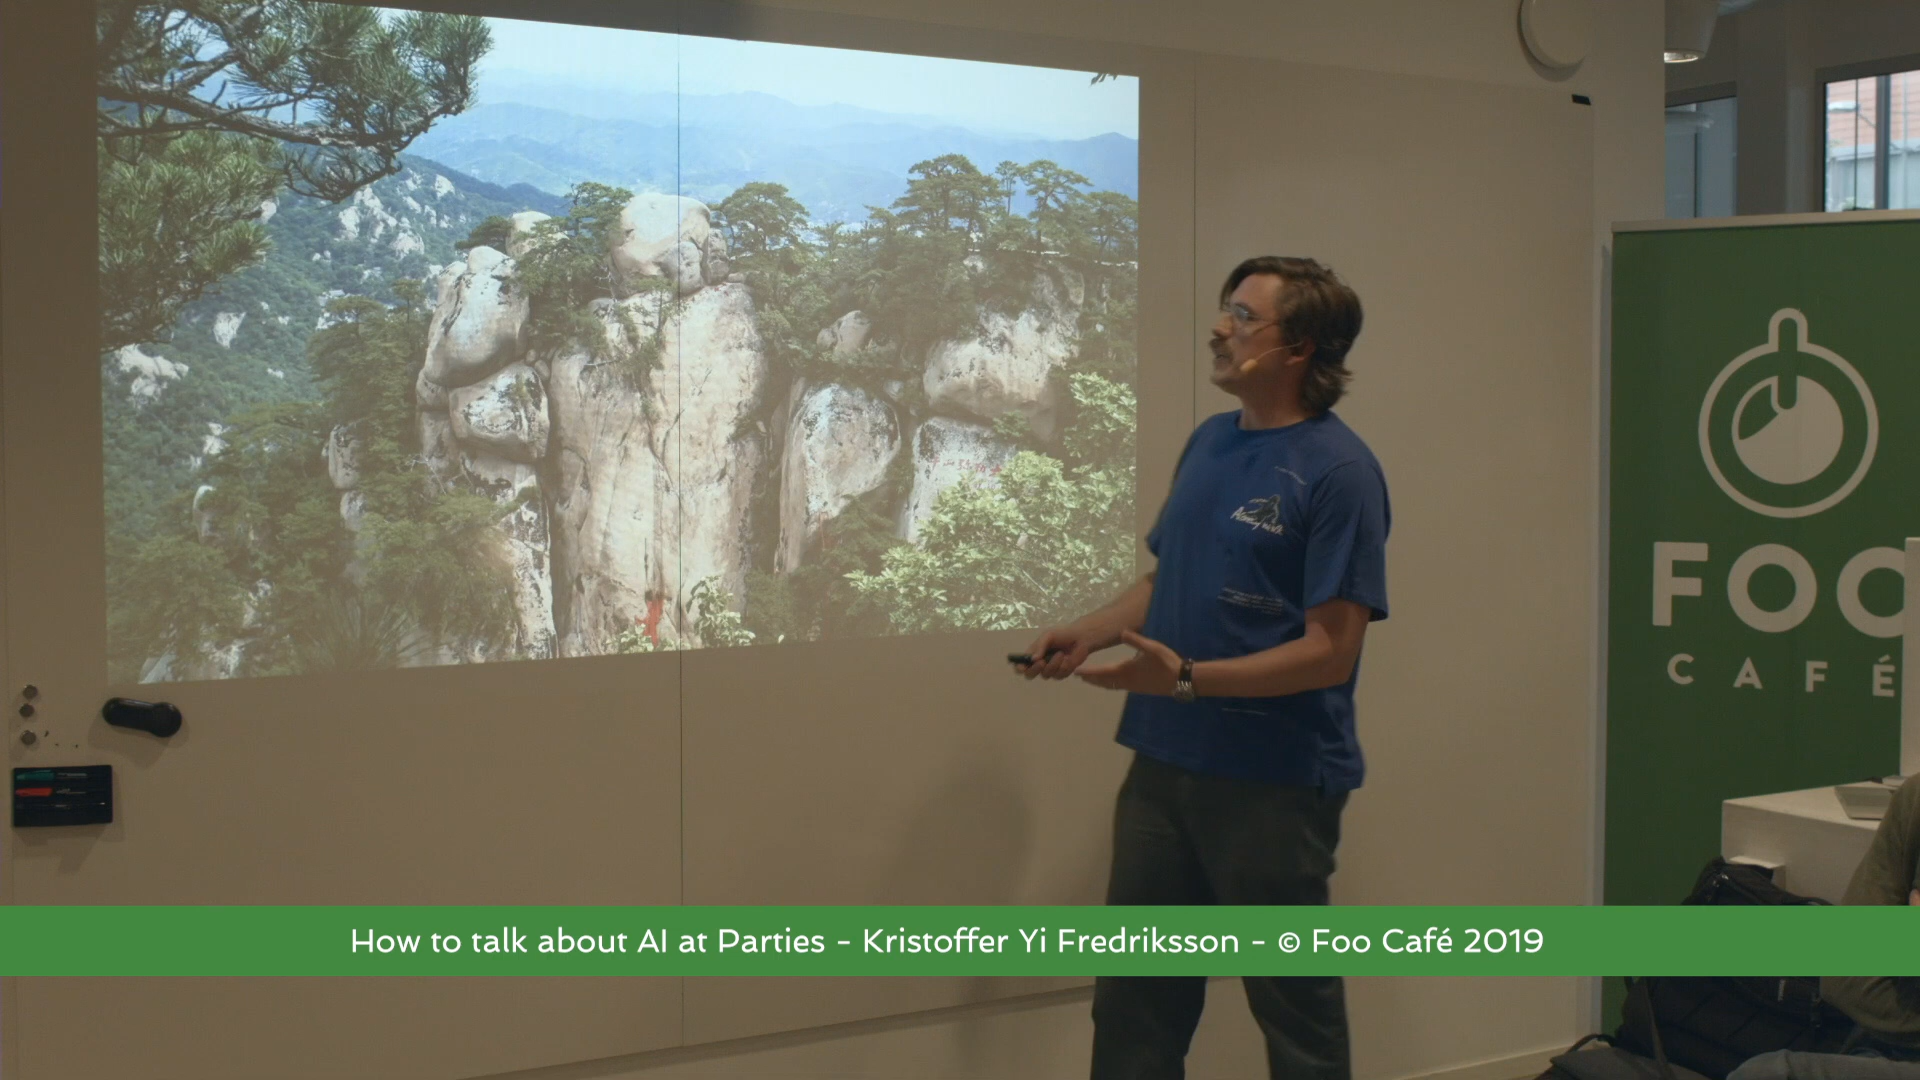 FOO
CAFÉ
How to talk about AI at Parties - Kristoffer Yi Fredriksson - © Foo Café 2019